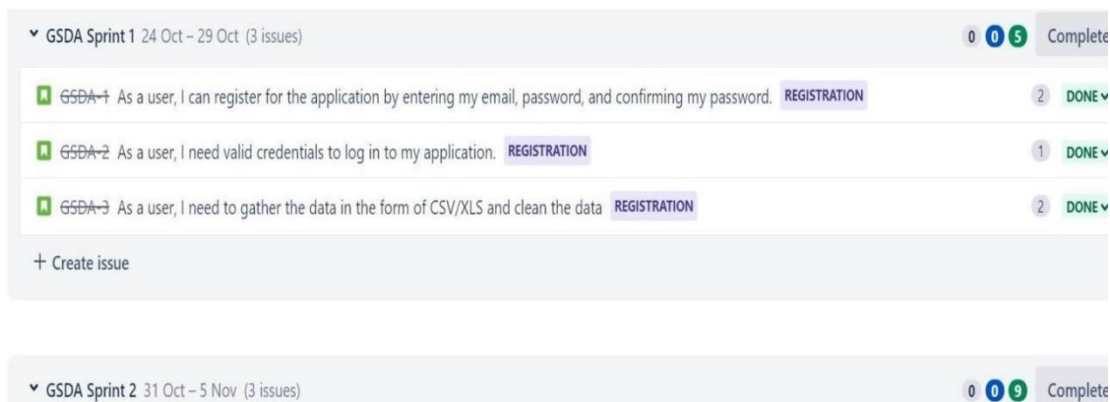 GSDA Sprint 1 24 Oct – 29 Oct (3 issues) 0 0 5 Complete
GSDA-1 As a user, I can register for the application by entering my email, password, and confirming my password. REGISTRATION 2 DONE
GSDA-2 As a user, I need valid credentials to log in to my application. REGISTRATION 1 DONE
GSDA-3 As a user, I need to gather the data in the form of CSV/XLS and clean the data REGISTRATION 2 DONE
+ Create issue
GSDA Sprint 2 31 Oct – 5 Nov (3 issues) 0 0 9 Complete